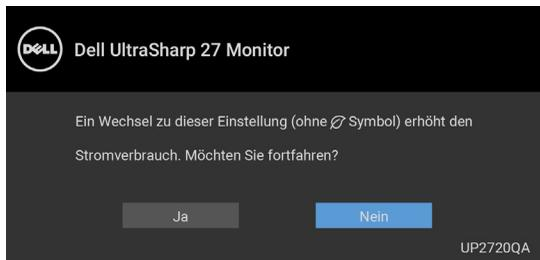 DELL
Dell UltraSharp 27 Monitor
Ein Wechsel zu dieser Einstellung (ohne Symbol) erhöht den
Stromverbrauch. Möchten Sie fortfahren?
Ja
Nein
UP2720QA